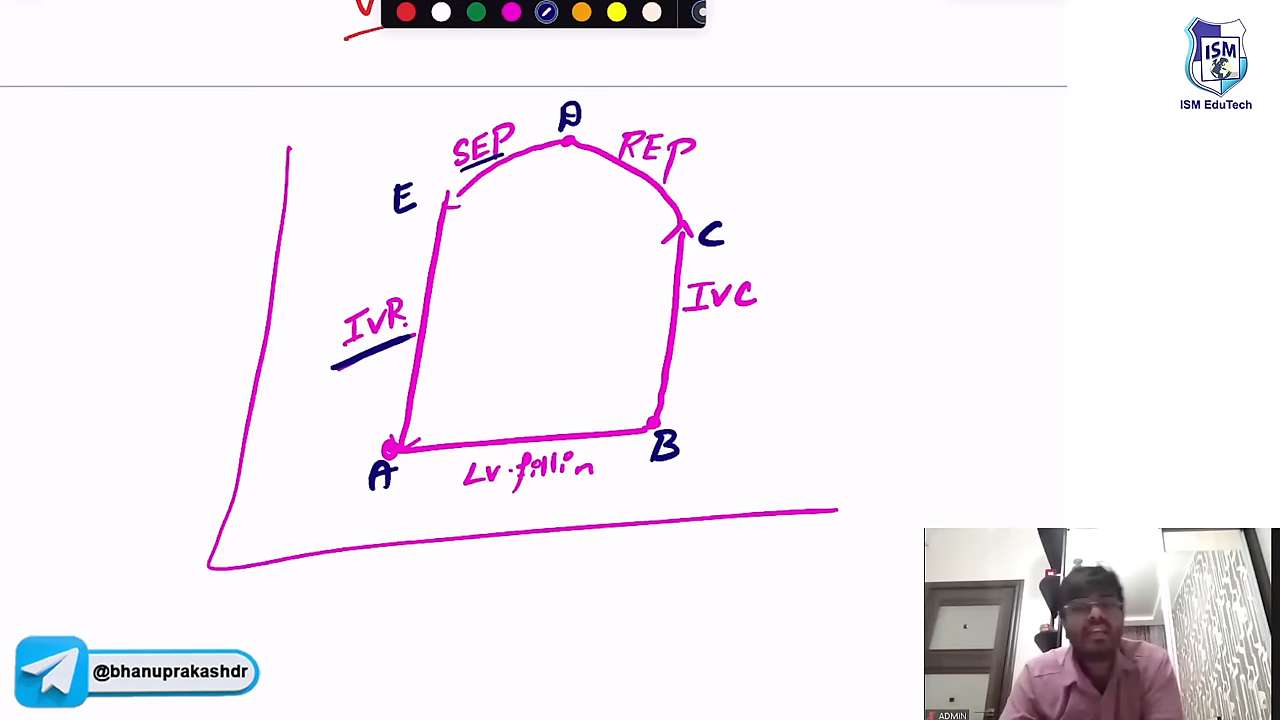 ISM
ISM EduTech
D
SEP
REP
E
C
IVR.
IVC
A
B
LV.fillin
@bhanuprakashdr
ADMIN